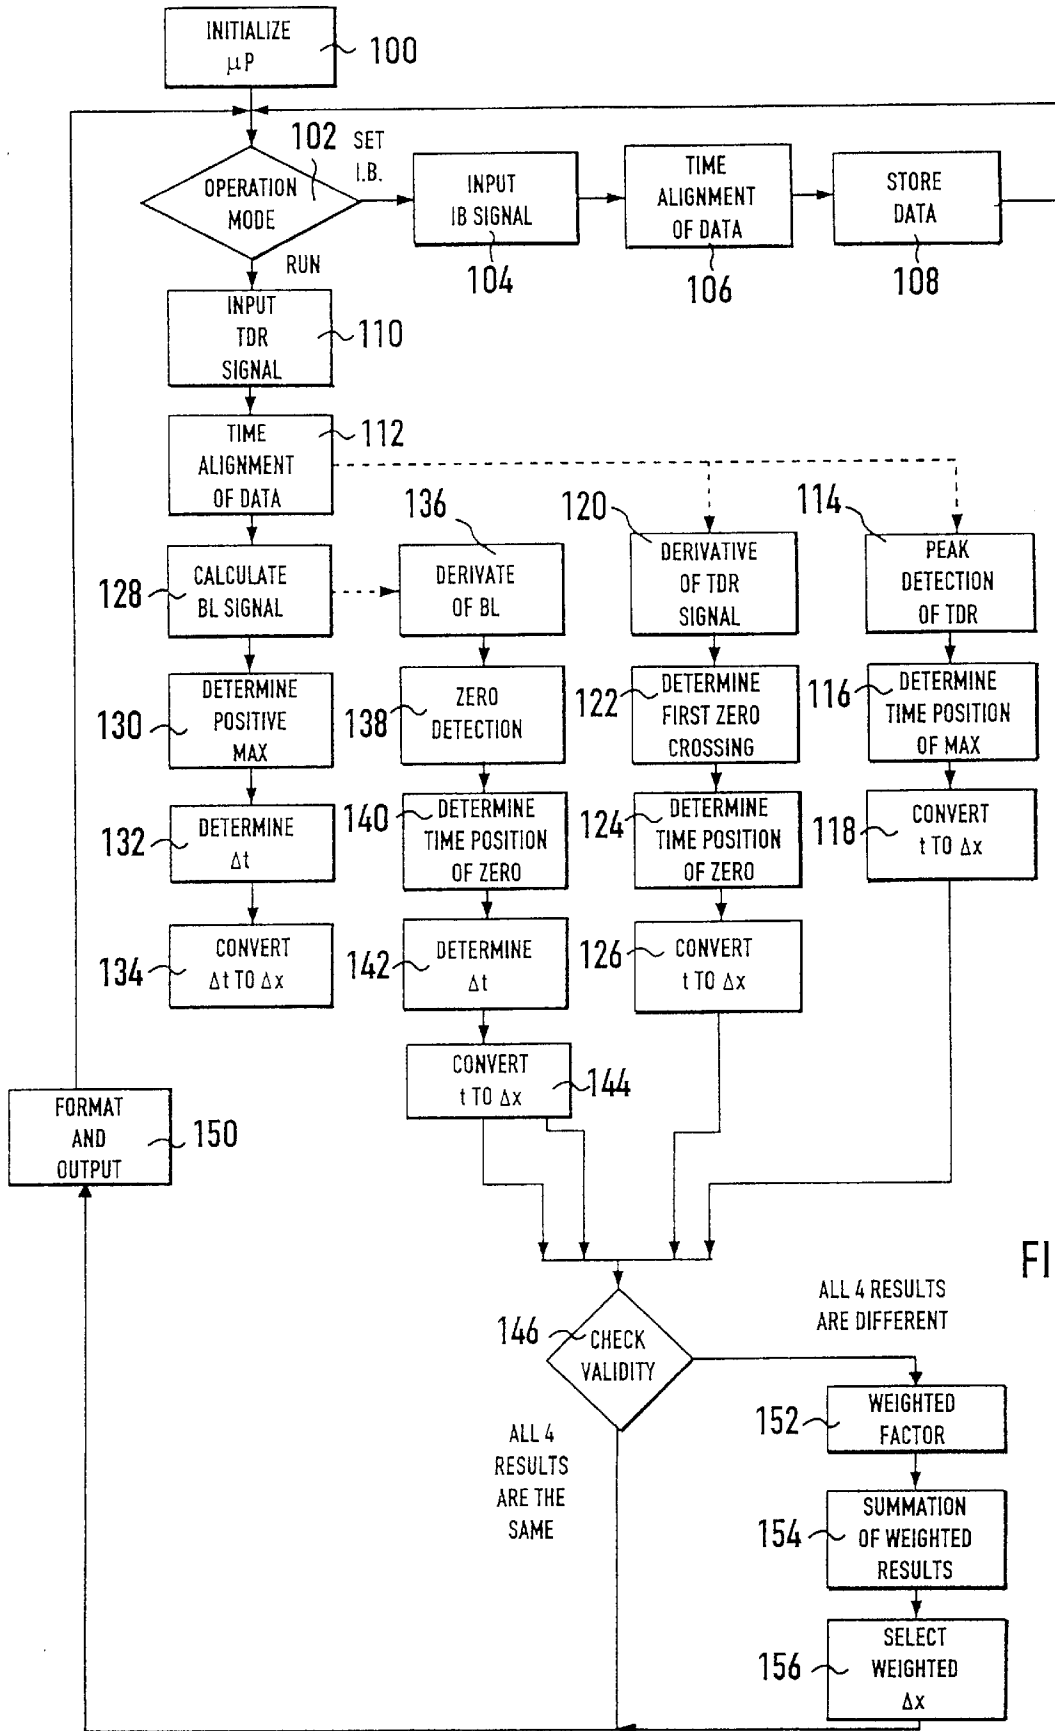 INITIALIZE
μP
100
102
SET
I.B.
OPERATION
MODE
RUN
INPUT
IB SIGNAL
104
TIME
ALIGNMENT
OF DATA
106
STORE
DATA
108
INPUT
TDR
SIGNAL
110
TIME
ALIGNMENT
OF DATA
112
CALCULATE
BL SIGNAL
128
DETERMINE
POSITIVE
MAX
130
DETERMINE
Δt
132
CONVERT
Δt TO Δx
134
136
DERIVATE
OF BL
ZERO
DETECTION
138
DETERMINE
TIME POSITION
OF ZERO
140
DETERMINE
Δt
142
CONVERT
t TO Δx
144
120
DERIVATIVE
OF TDR
SIGNAL
122
DETERMINE
FIRST ZERO
CROSSING
124
DETERMINE
TIME POSITION
OF ZERO
126
CONVERT
t TO Δx
114
PEAK
DETECTION
OF TDR
116
DETERMINE
TIME POSITION
OF MAX
118
CONVERT
t TO Δx
FORMAT
AND
OUTPUT
150
FI
146
CHECK
VALIDITY
ALL 4 RESULTS
ARE DIFFERENT
ALL 4
RESULTS
ARE THE
SAME
152
WEIGHTED
FACTOR
154
SUMMATION
OF WEIGHTED
RESULTS
156
SELECT
WEIGHTED
Δx